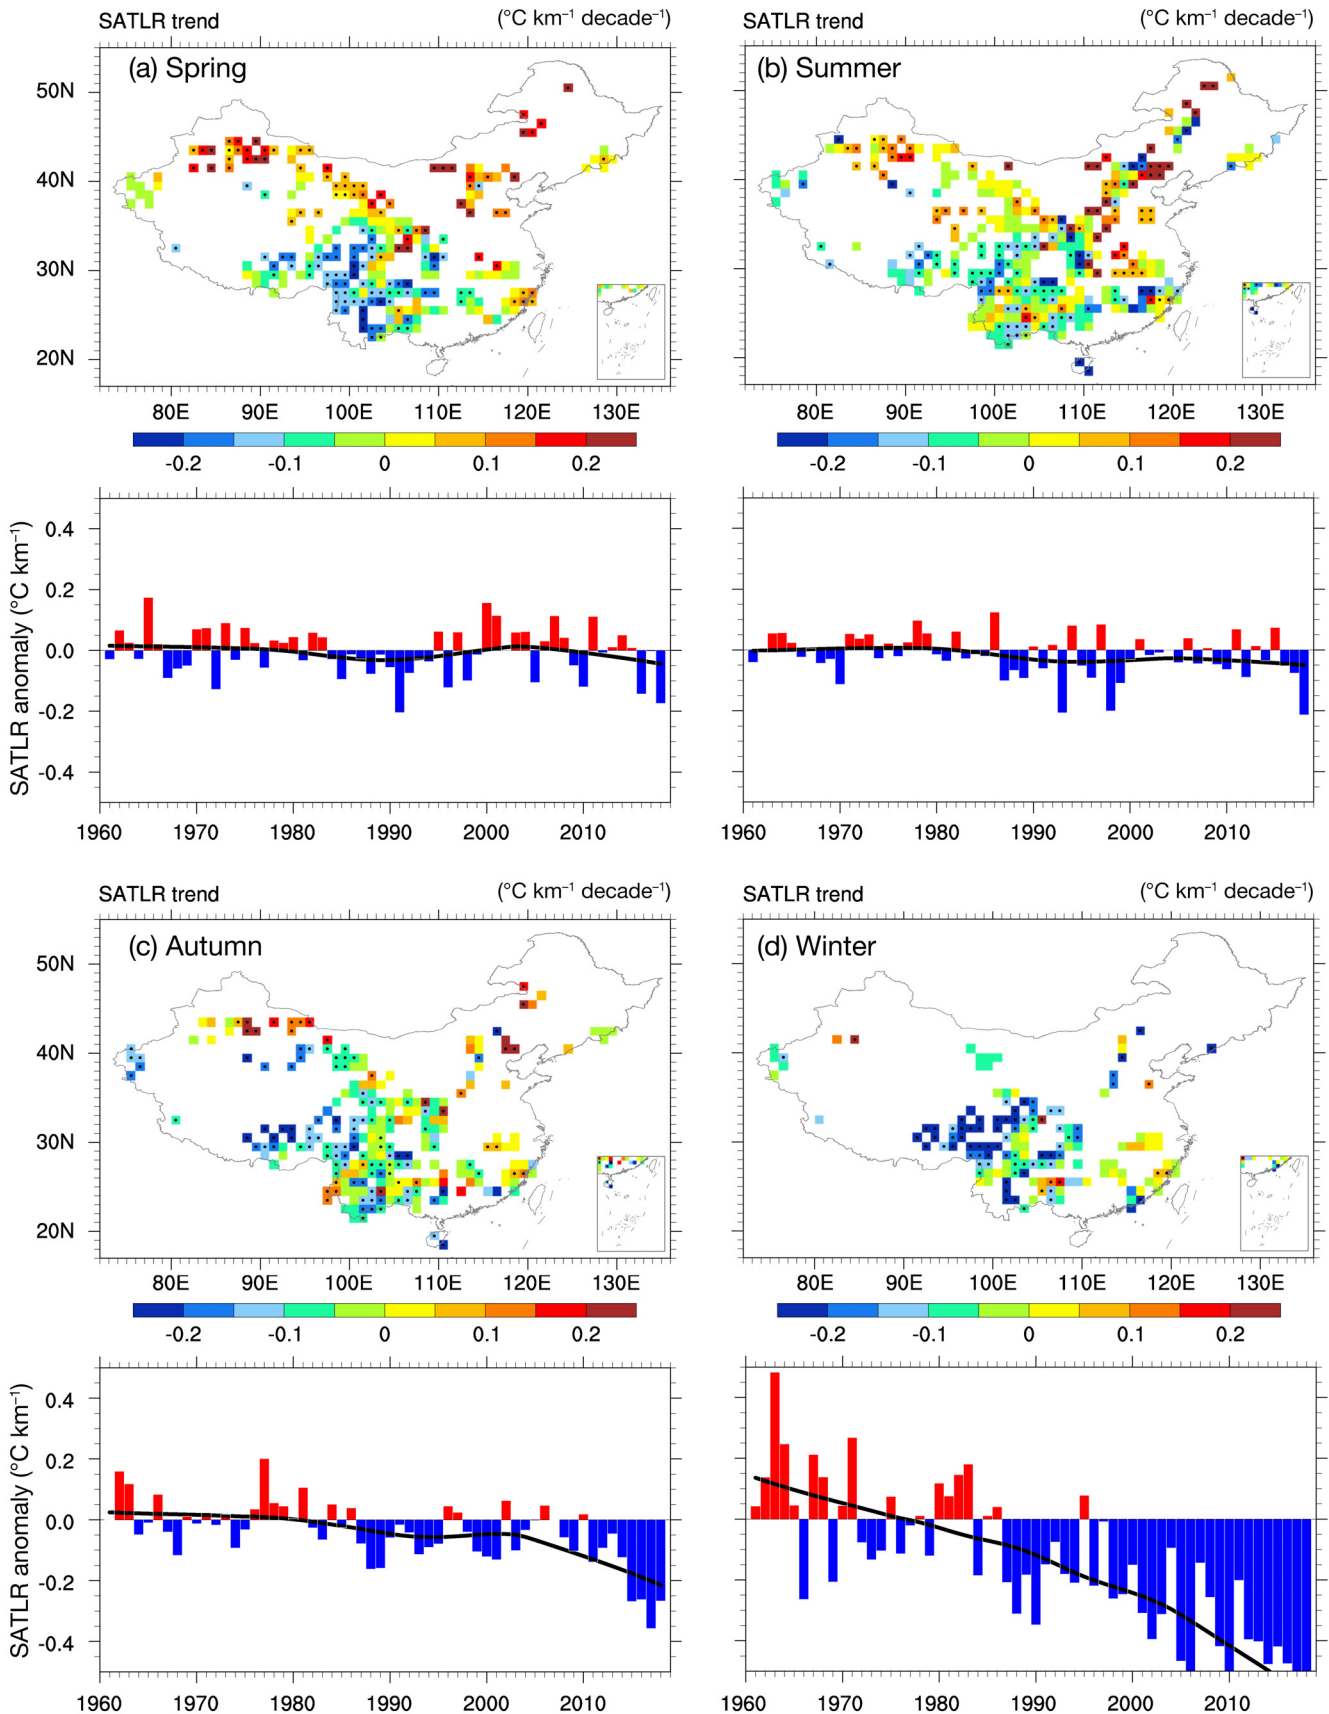 SATLR trend (°C km⁻¹ decade⁻¹) SATLR trend (°C km⁻¹ decade⁻¹)
(a) Spring (b) Summer
50N
40N
30N
20N
80E 90E 100E 110E 120E 130E 80E 90E 100E 110E 120E 130E
-0.2 -0.1 0 0.1 0.2 -0.2 -0.1 0 0.1 0.2
SATLR anomaly (°C km⁻¹)
0.4
0.2
0.0
-0.2
-0.4
1960 1970 1980 1990 2000 2010 1960 1970 1980 1990 2000 2010
SATLR trend (°C km⁻¹ decade⁻¹) SATLR trend (°C km⁻¹ decade⁻¹)
(c) Autumn (d) Winter
50N
40N
30N
20N
80E 90E 100E 110E 120E 130E 80E 90E 100E 110E 120E 130E
-0.2 -0.1 0 0.1 0.2 -0.2 -0.1 0 0.1 0.2
SATLR anomaly (°C km⁻¹)
0.4
0.2
0.0
-0.2
-0.4
1960 1970 1980 1990 2000 2010 1960 1970 1980 1990 2000 2010